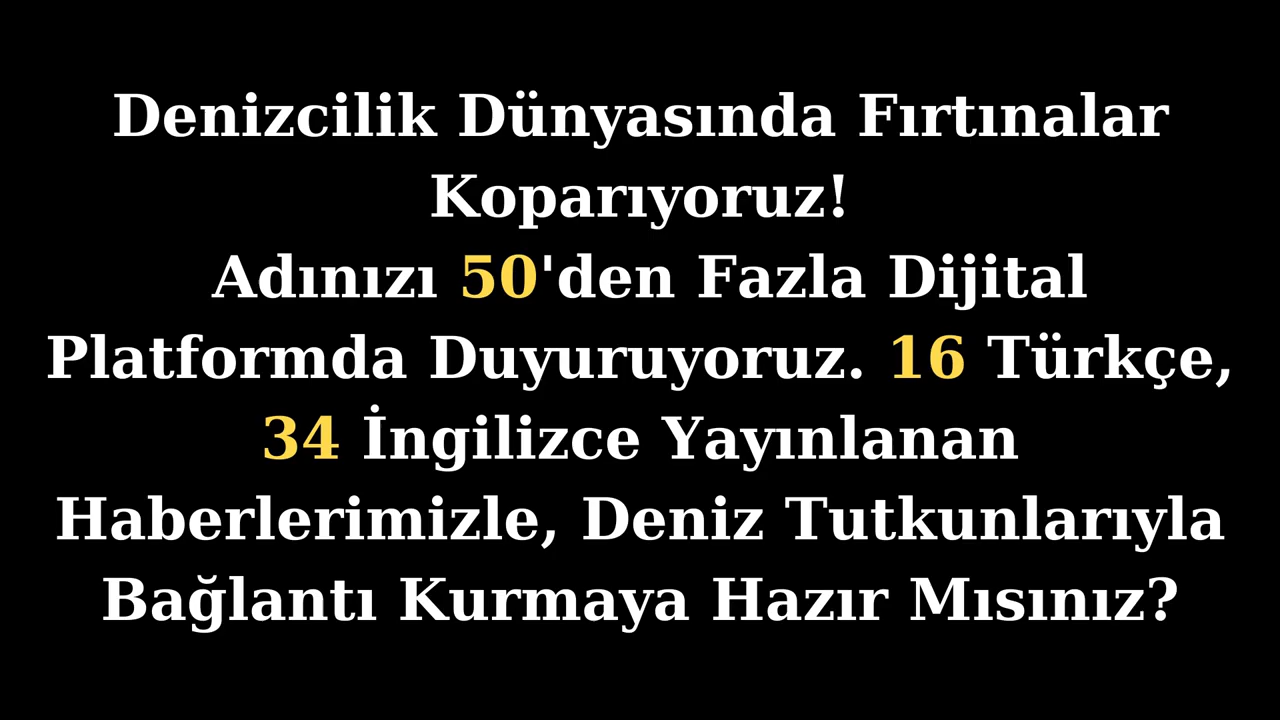 Denizcilik Dünyasında Fırtınalar
Koparıyoruz!
Adınızı 50'den Fazla Dijital
Platformda Duyuruyoruz. 16 Türkçe,
34 İngilizce Yayınlanan
Haberlerimizle, Deniz Tutkunlarıyla
Bağlantı Kurmaya Hazır Mısınız?